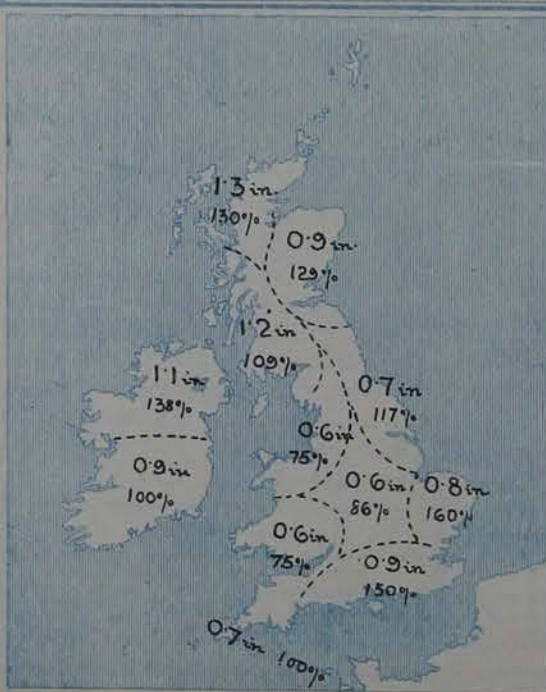 1·3 in.
130%
0·9 in.
129%
1·2 in
109%
1·1 in
138%
0·7 in
117%
0·6 in
75%
0·9 in
100%
0·6 in
86%
0·8 in
160%
0·6 in
75%
0·9 in
150%
0·7 in 100%